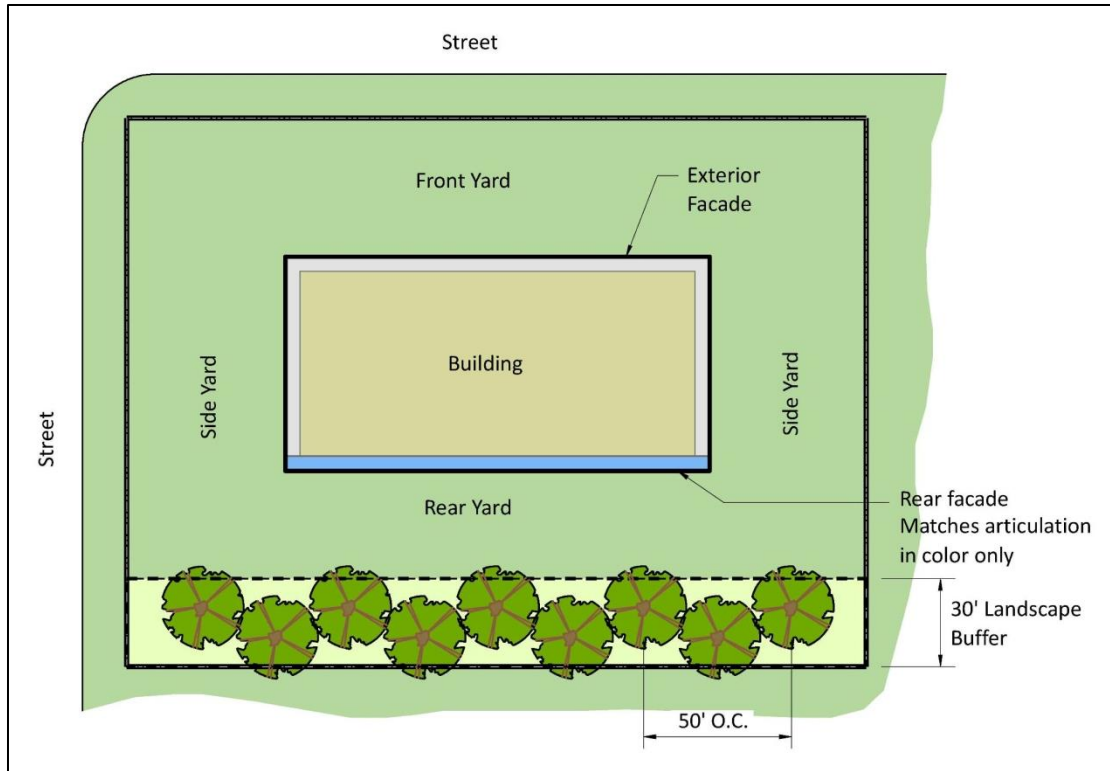 Street
Front Yard
Exterior
Facade
Side Yard
Building
Side Yard
Street
Rear Yard
Rear facade
Matches articulation
in color only
30' Landscape
Buffer
50' O.C.